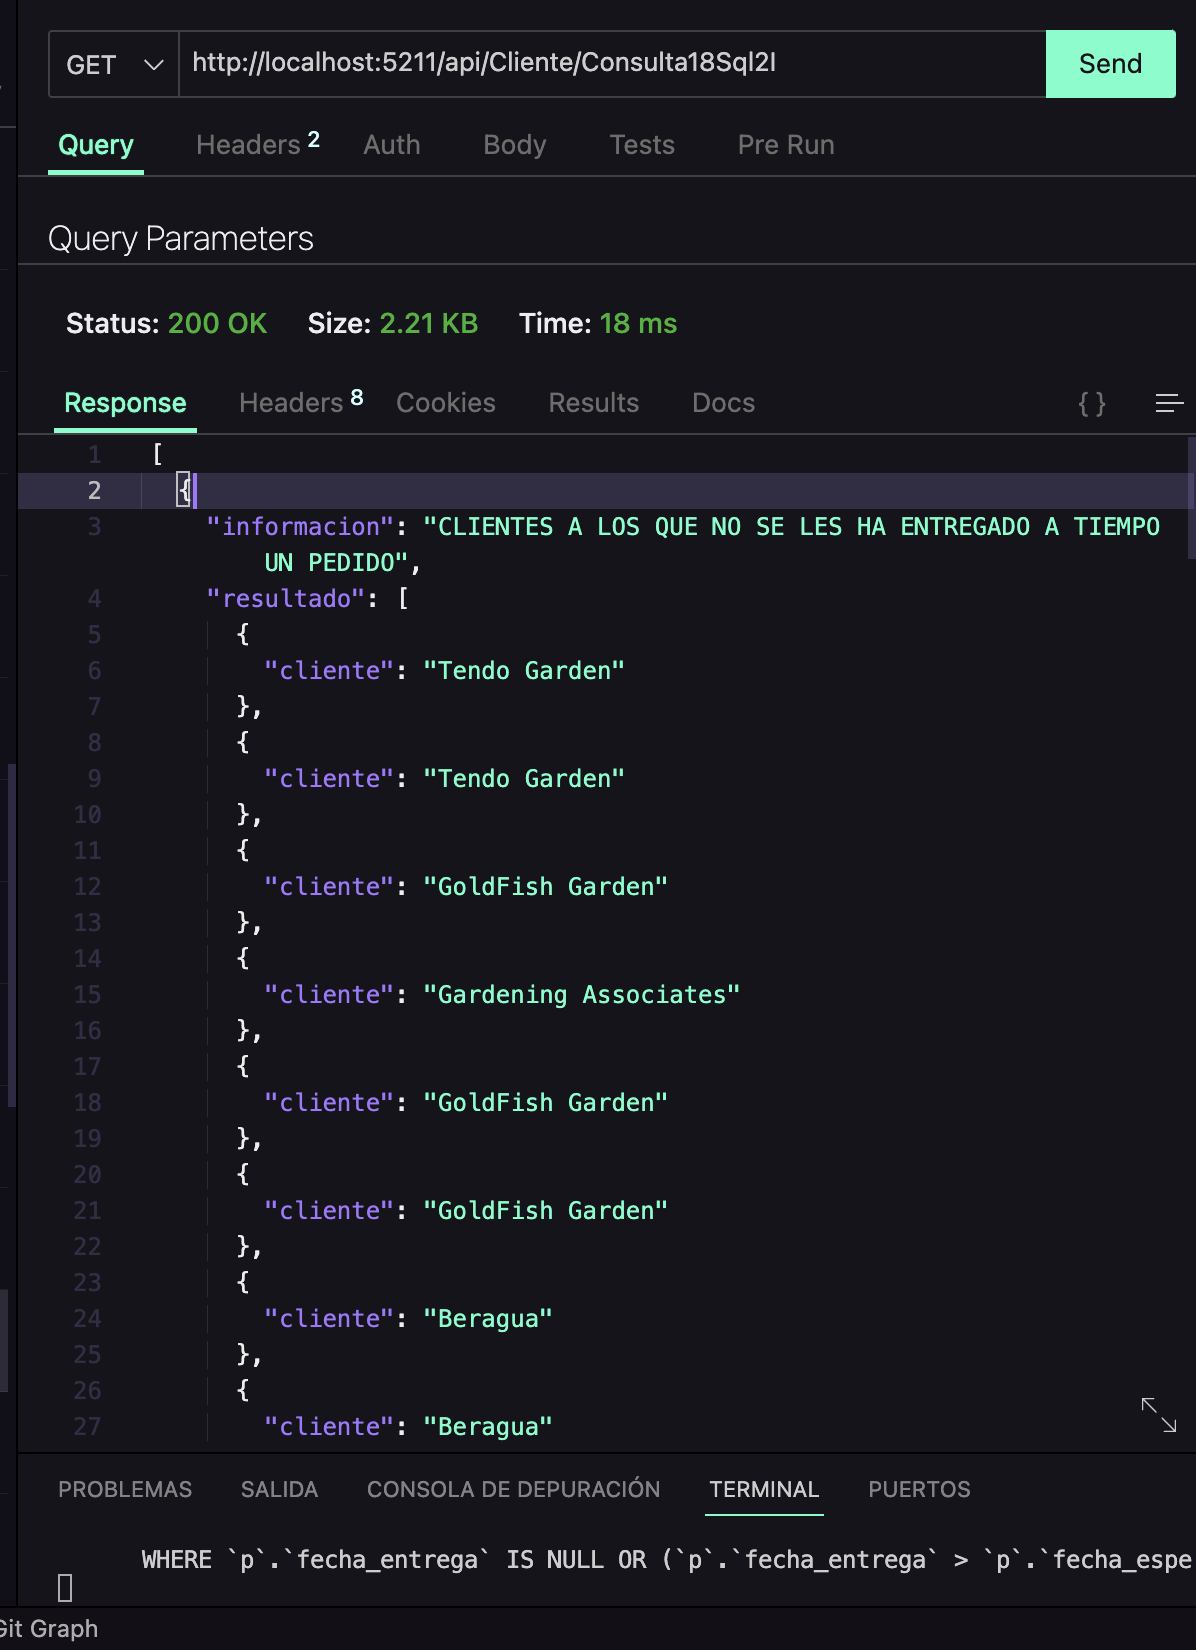 GET http://localhost:5211/api/Cliente/Consulta18Sql2I Send
Query Headers 2 Auth Body Tests Pre Run
Query Parameters
Status: 200 OK Size: 2.21 KB Time: 18 ms
Response Headers 8 Cookies Results Docs { }
1 [
2 {
3 "informacion": "CLIENTES A LOS QUE NO SE LES HA ENTREGADO A TIEMPO
UN PEDIDO",
4 "resultado": [
5 {
6 "cliente": "Tendo Garden"
7 },
8 {
9 "cliente": "Tendo Garden"
10 },
11 {
12 "cliente": "GoldFish Garden"
13 },
14 {
15 "cliente": "Gardening Associates"
16 },
17 {
18 "cliente": "GoldFish Garden"
19 },
20 {
21 "cliente": "GoldFish Garden"
22 },
23 {
24 "cliente": "Beragua"
25 },
26 {
27 "cliente": "Beragua"
PROBLEMAS SALIDA CONSOLA DE DEPURACIÓN TERMINAL PUERTOS
WHERE `p`.`fecha_entrega` IS NULL OR (`p`.`fecha_entrega` > `p`.`fecha_espe
Git Graph